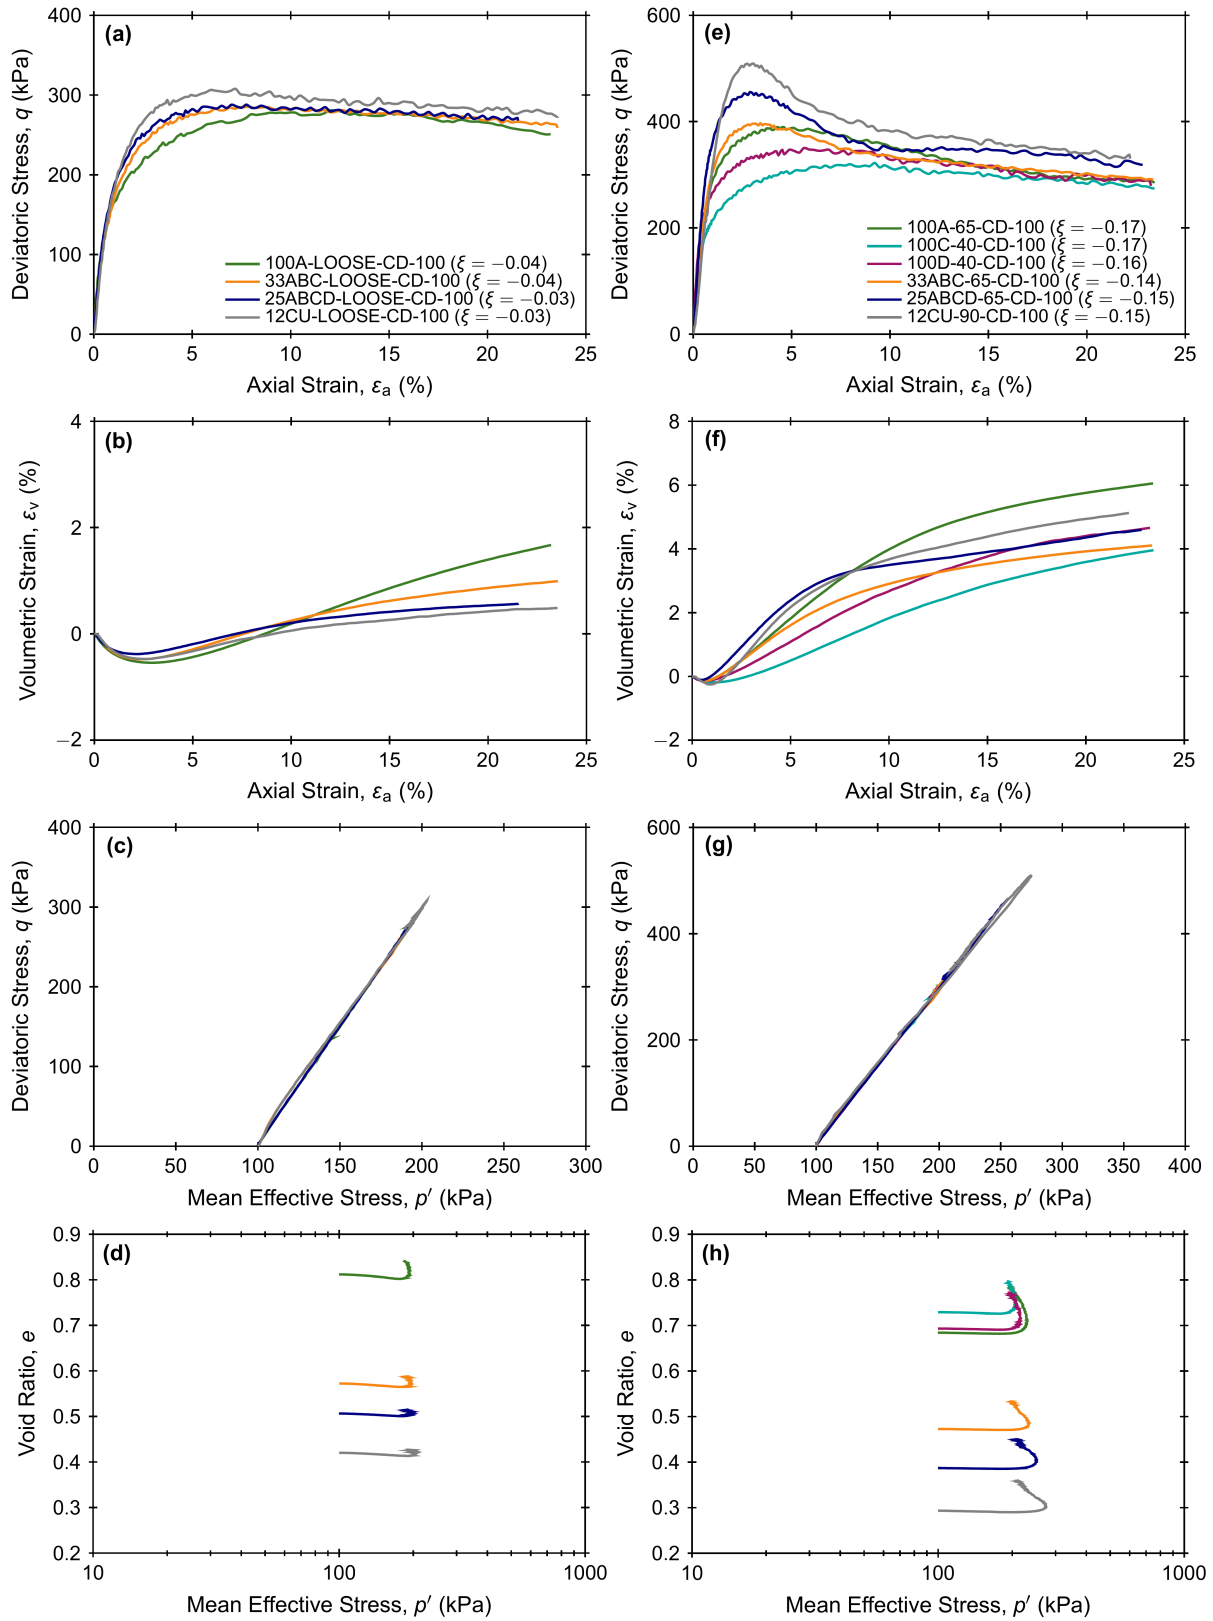 (a)
400
300
200
100
0
Deviatoric Stress, q (kPa)
100A-LOOSE-CD-100 (ξ = −0.04)
33ABC-LOOSE-CD-100 (ξ = −0.04)
25ABCD-LOOSE-CD-100 (ξ = −0.03)
12CU-LOOSE-CD-100 (ξ = −0.03)
0 5 10 15 20 25
Axial Strain, εa (%)
(e)
600
400
200
0
Deviatoric Stress, q (kPa)
100A-65-CD-100 (ξ = −0.17)
100C-40-CD-100 (ξ = −0.17)
100D-40-CD-100 (ξ = −0.16)
33ABC-65-CD-100 (ξ = −0.14)
25ABCD-65-CD-100 (ξ = −0.15)
12CU-90-CD-100 (ξ = −0.15)
0 5 10 15 20 25
Axial Strain, εa (%)
(b)
4
2
0
−2
Volumetric Strain, εv (%)
0 5 10 15 20 25
Axial Strain, εa (%)
(f)
8
6
4
2
0
−2
Volumetric Strain, εv (%)
0 5 10 15 20 25
Axial Strain, εa (%)
(c)
400
300
200
100
0
Deviatoric Stress, q (kPa)
0 50 100 150 200 250 300
Mean Effective Stress, p′ (kPa)
(g)
600
400
200
0
Deviatoric Stress, q (kPa)
0 50 100 150 200 250 300 350 400
Mean Effective Stress, p′ (kPa)
(d)
0.9
0.8
0.7
0.6
0.5
0.4
0.3
0.2
Void Ratio, e
10 100 1000
Mean Effective Stress, p′ (kPa)
(h)
0.9
0.8
0.7
0.6
0.5
0.4
0.3
0.2
Void Ratio, e
10 100 1000
Mean Effective Stress, p′ (kPa)